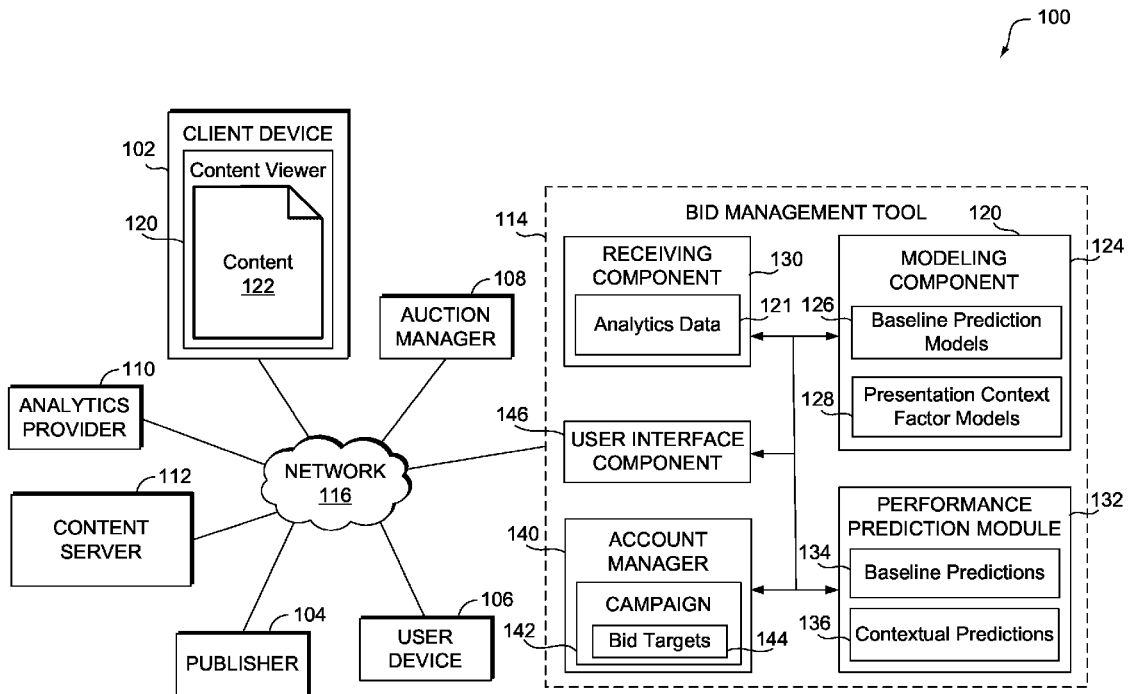 100
CLIENT DEVICE
102
Content Viewer
120
Content
122
108
AUCTION
MANAGER
110
ANALYTICS
PROVIDER
112
CONTENT
SERVER
NETWORK
116
104
PUBLISHER
106
USER
DEVICE
BID MANAGEMENT TOOL
114
120
RECEIVING
COMPONENT
130
121
Analytics Data
MODELING
COMPONENT
124
126
Baseline Prediction
Models
128
Presentation Context
Factor Models
146
USER INTERFACE
COMPONENT
140
ACCOUNT
MANAGER
CAMPAIGN
142
Bid Targets
144
PERFORMANCE
PREDICTION MODULE
132
134
Baseline Predictions
136
Contextual Predictions